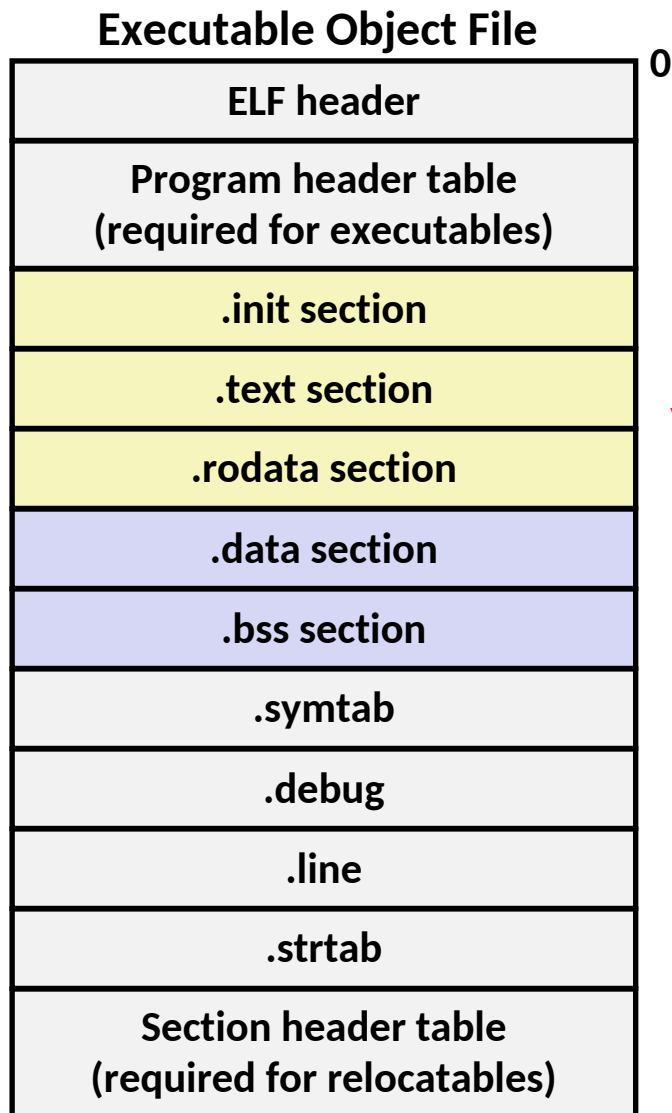 Executable Object File
0
ELF header
Program header table
(required for executables)
.init section
.text section
.rodata section
.data section
.bss section
.symtab
.debug
.line
.strtab
Section header table
(required for relocatables)